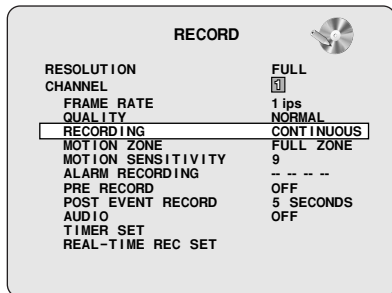 RECORD
RESOLUTION FULL
CHANNEL 1
FRAME RATE 1 ips
QUALITY NORMAL
RECORDING CONTINUOUS
MOTION ZONE FULL ZONE
MOTION SENSITIVITY 9
ALARM RECORDING -- -- -- --
PRE RECORD OFF
POST EVENT RECORD 5 SECONDS
AUDIO OFF
TIMER SET
REAL-TIME REC SET